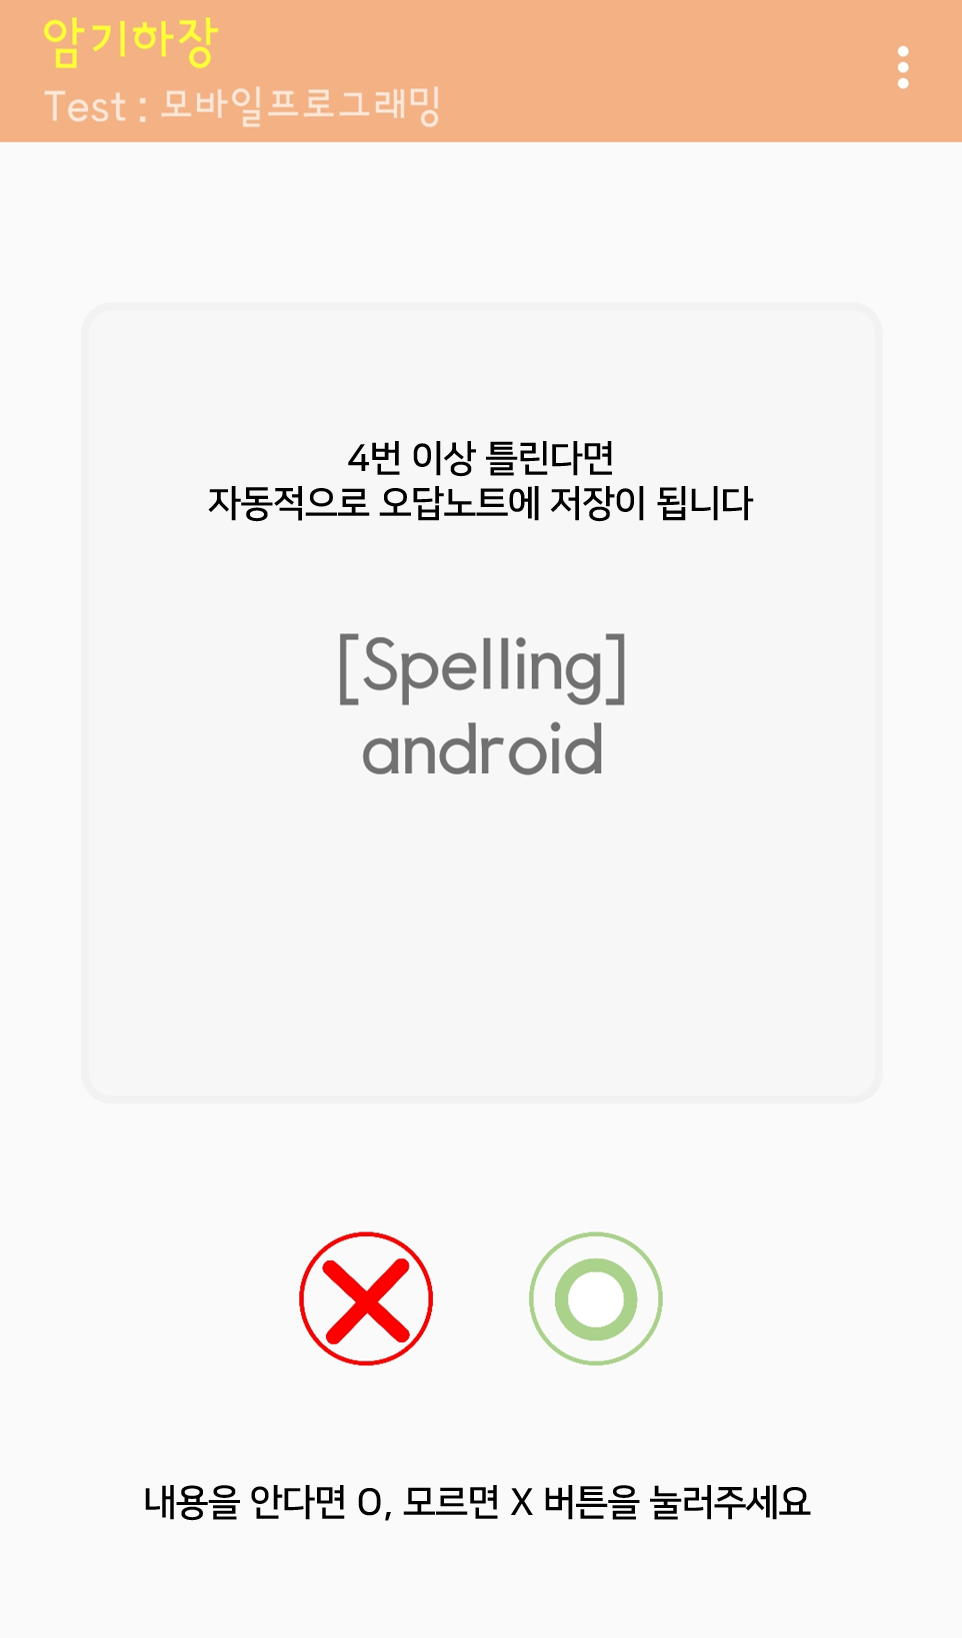 암기하장
Test : 모바일프로그래밍
4번 이상 틀린다면
자동적으로 오답노트에 저장이 됩니다
[Spelling]
android
내용을 안다면 O, 모르면 X 버튼을 눌러주세요